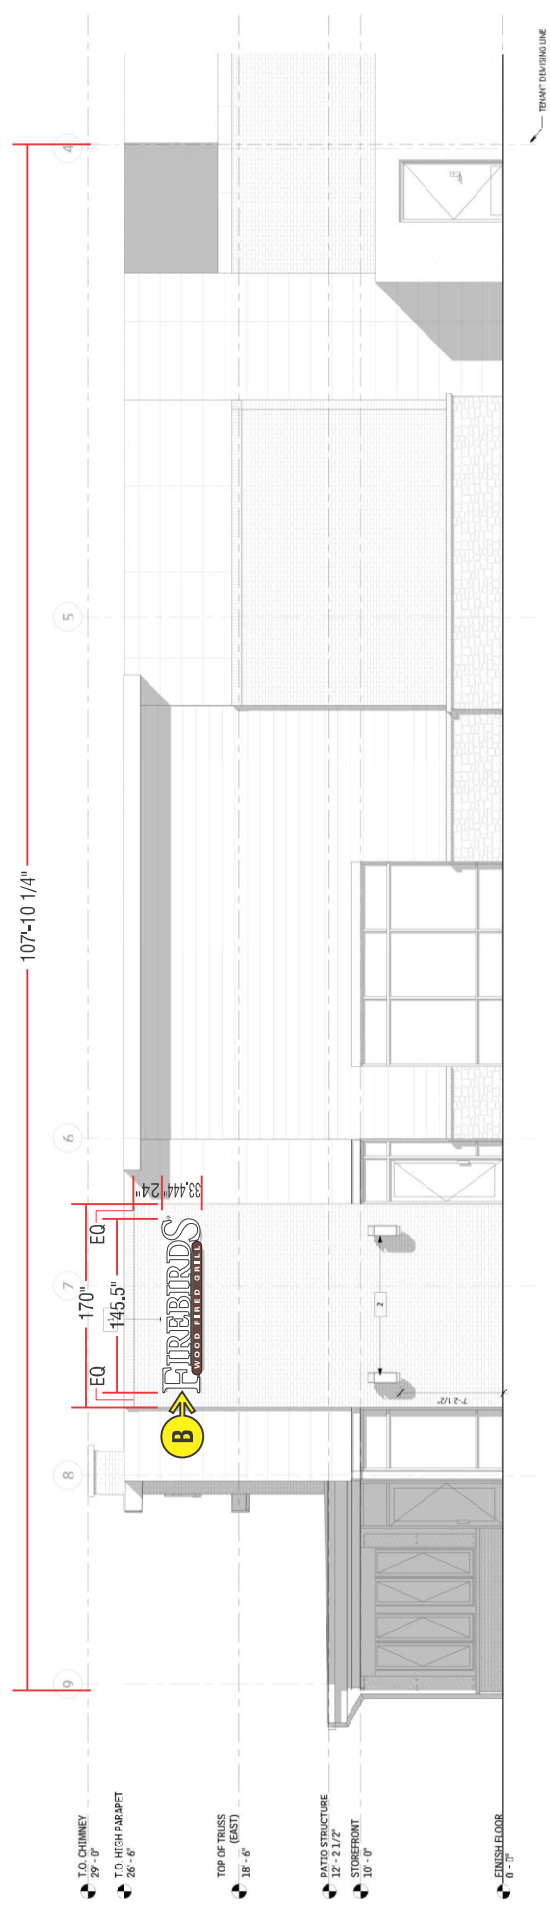 107'-10 1/4"
TENANT DEMISING LINE
4
5
6
7
8
9
170"
EQ
EQ
145.5"
24"
33.444"
FIREBIRDS®
WOOD FIRED GRILL
B
2
7'-2 1/2"
T.O. CHIMNEY
29' - 0"
T.O. HIGH PARAPET
26' - 6"
TOP OF TRUSS
(EAST)
18' - 6"
PATIO STRUCTURE
12' - 2 1/2"
STOREFRONT
10' - 0"
FINISH FLOOR
0' - 0"